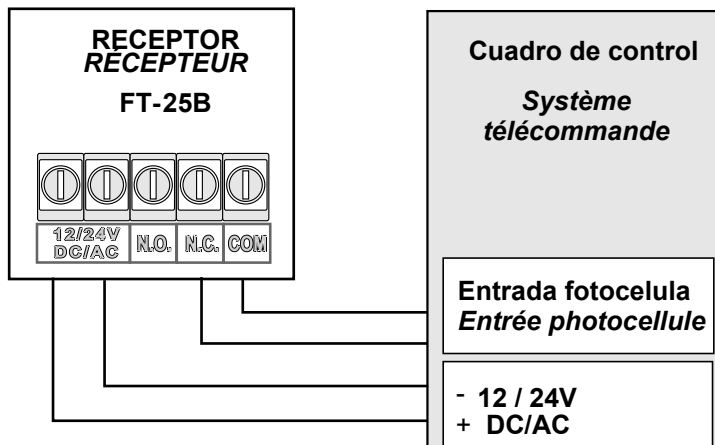 RECEPTOR
RÉCEPTEUR
FT-25B
12/24V
DC/AC
N.O.
N.C.
COM
Cuadro de control
Système
télécommande
Entrada fotocelula
Entrée photocellule
- 12 / 24V
+ DC/AC